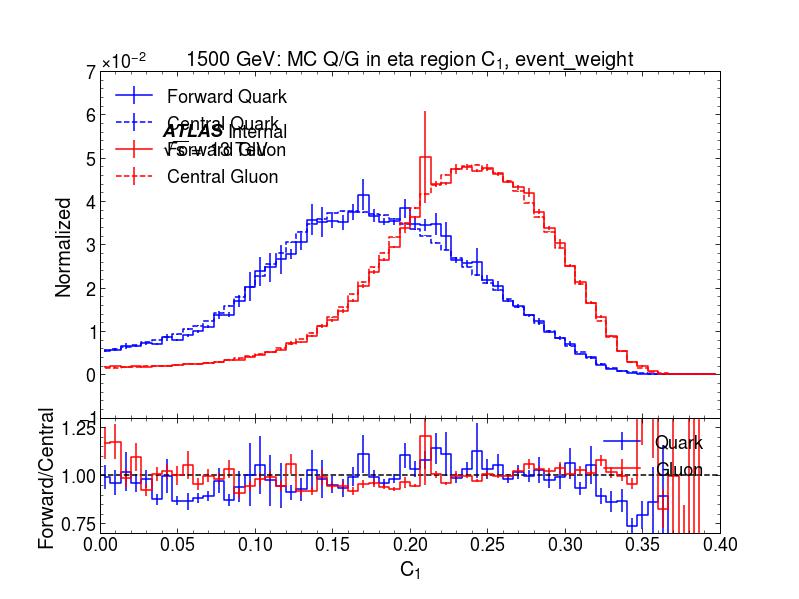 1500 GeV: MC Q/G in eta region C₁, event_weight
×10⁻²
7
6
5
4
3
2
1
0
−1
Normalized
Forward Quark
Central Quark
ATLAS Internal
√s = 13 TeV
Forward Gluon
Central Gluon
1.25
1.00
0.75
Forward/Central
Quark
Gluon
0.00 0.05 0.10 0.15 0.20 0.25 0.30 0.35 0.40
C₁